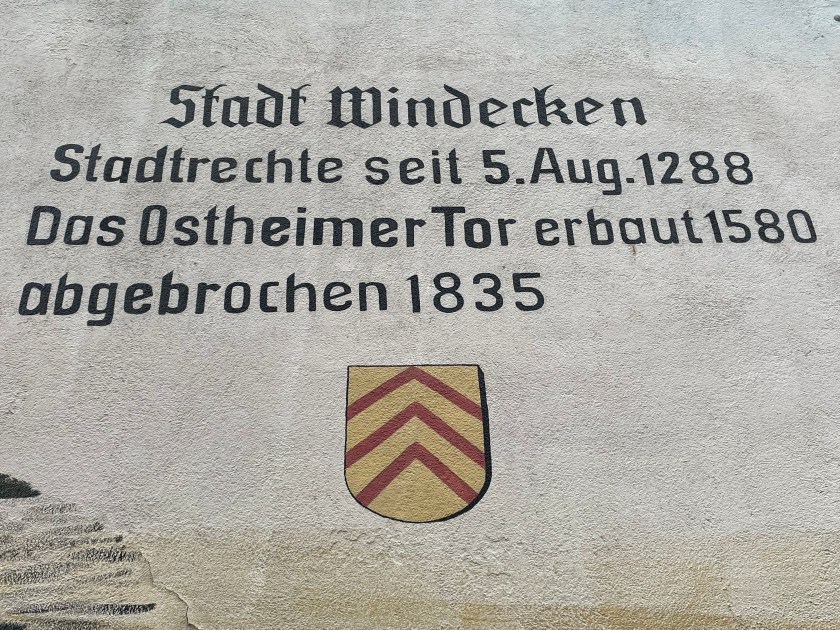 Stadt Windecken
Stadtrechte seit 5. Aug. 1288
Das Ostheimer Tor erbaut 1580
abgebrochen 1835